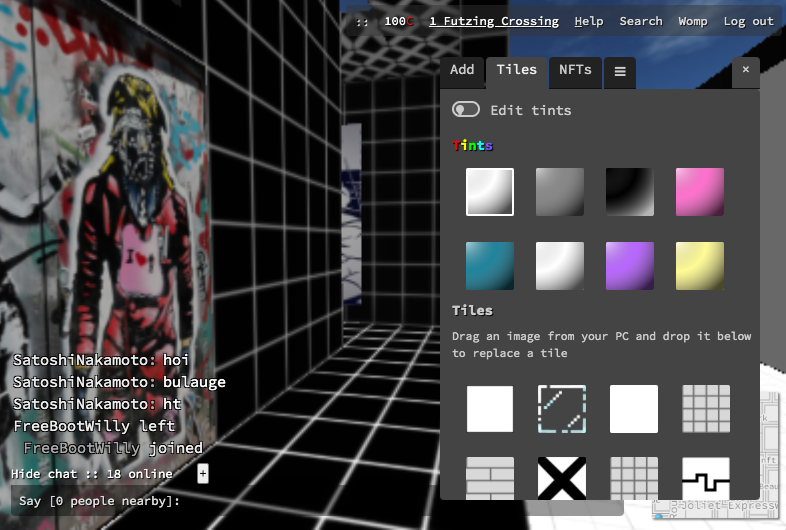 :: 100c 1 Futzing Crossing Help Search Womp Log out
Add Tiles NFTs ≡ ×
Edit tints
Tints
I ♥
Tiles
Drag an image from your PC and drop it below
to replace a tile
SatoshiNakamoto: hoi
SatoshiNakamoto: bulauge
SatoshiNakamoto: ht
FreeBootWilly left
FreeBootWilly joined
Hide chat :: 18 online +
Say [0 people nearby]:
Joliet Expressw